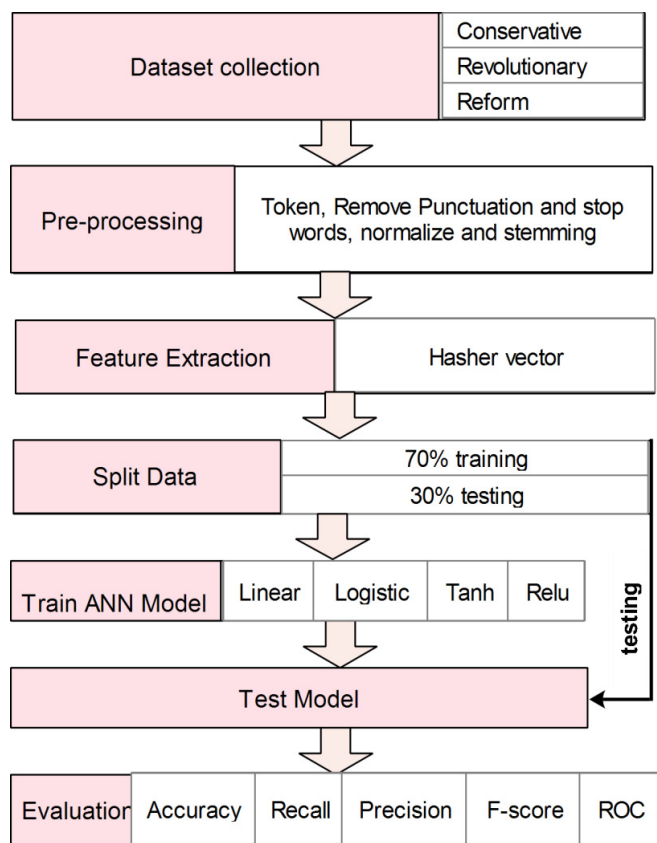 Dataset collection
Conservative
Revolutionary
Reform
Pre-processing
Token, Remove Punctuation and stop
words, normalize and stemming
Feature Extraction
Hasher vector
Split Data
70% training
30% testing
Train ANN Model
Linear
Logistic
Tanh
Relu
testing
Test Model
Evaluation
Accuracy
Recall
Precision
F-score
ROC